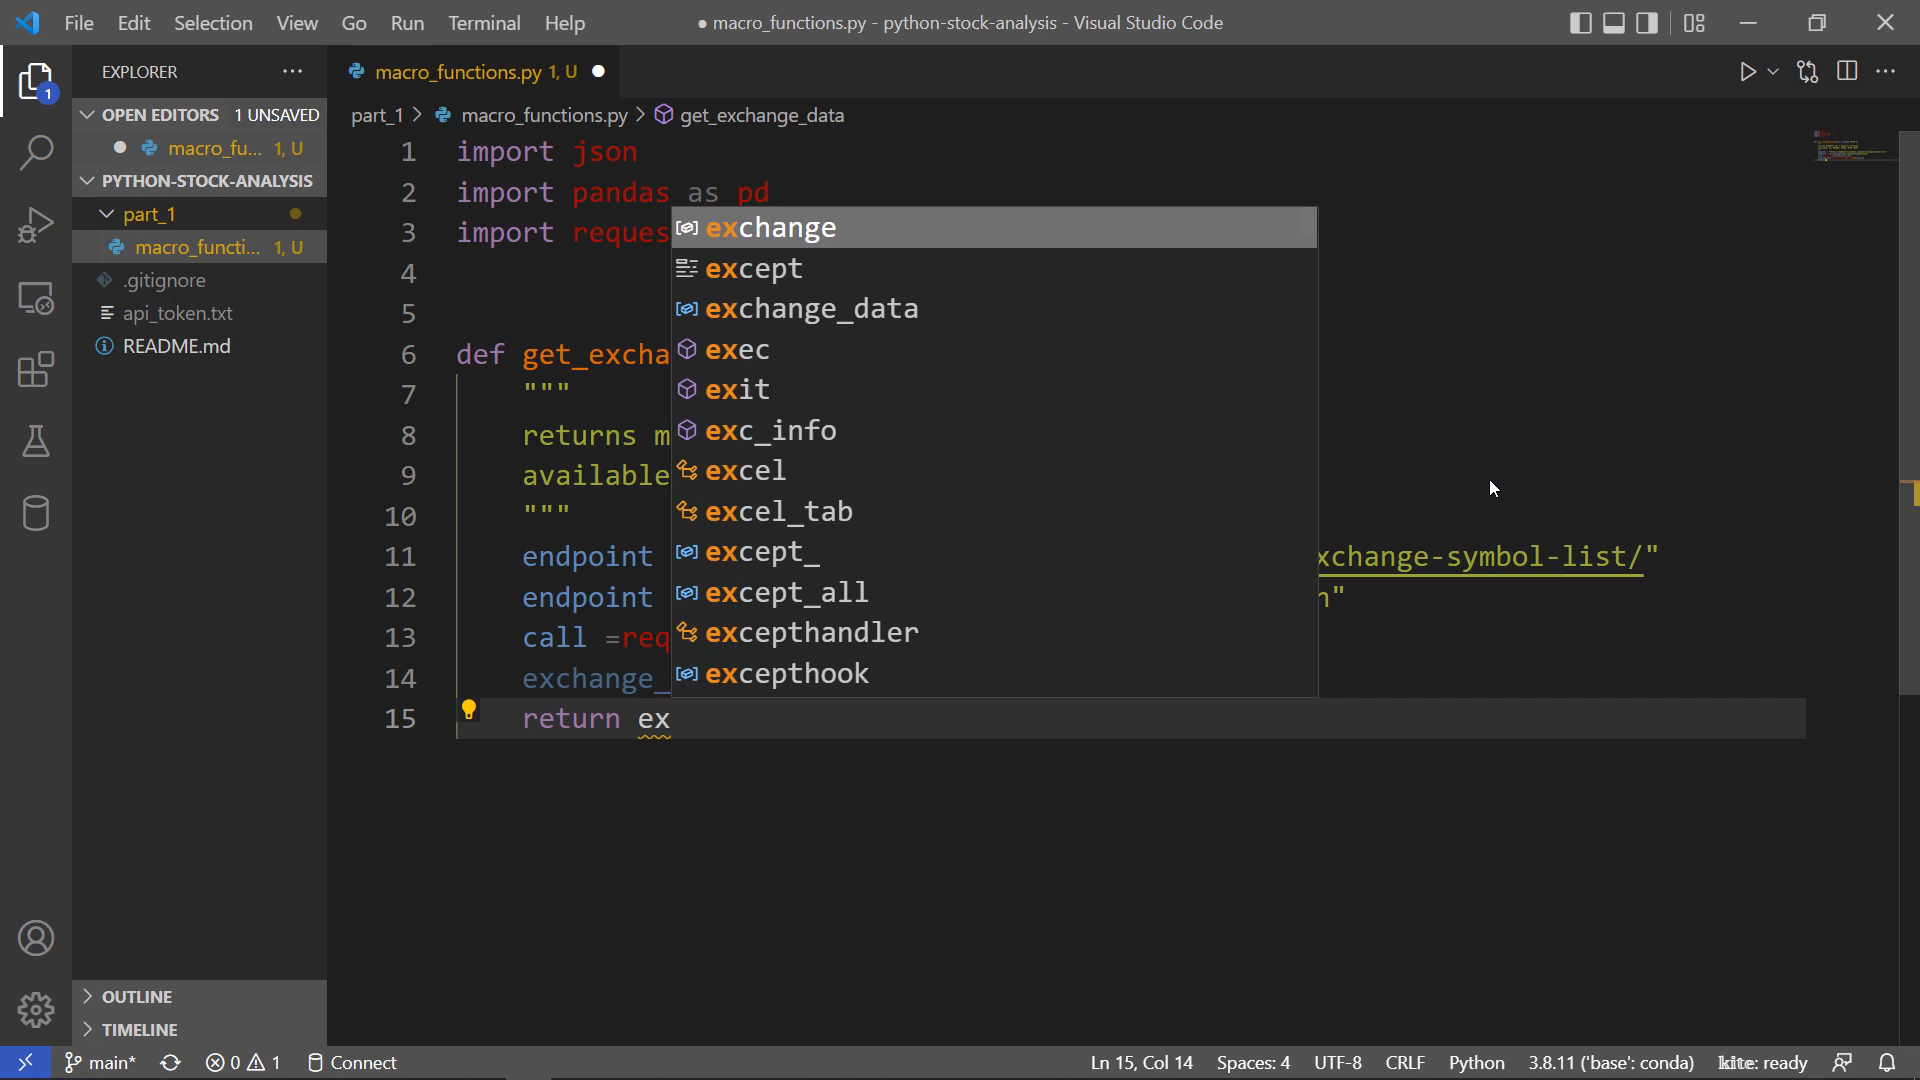 File Edit Selection View Go Run Terminal Help
● macro_functions.py - python-stock-analysis - Visual Studio Code
EXPLORER
OPEN EDITORS 1 UNSAVED
macro_fu... 1, U
PYTHON-STOCK-ANALYSIS
part_1
macro_functi... 1, U
.gitignore
api_token.txt
README.md
OUTLINE
TIMELINE
macro_functions.py 1, U
part_1 > macro_functions.py > get_exchange_data
1 import json
2 import pandas as pd
3 import reques
4
5
6 def get_excha
7 """
8 returns m
9 available
10 """
11 endpoint xchange-symbol-list/"
12 endpoint n"
13 call =req
14 exchange_
15 return ex
exchange
except
exchange_data
exec
exit
exc_info
excel
excel_tab
except_
except_all
excepthandler
excepthook
1
main* 0 1 Connect
Ln 15, Col 14 Spaces: 4 UTF-8 CRLF Python 3.8.11 ('base': conda) kite: ready